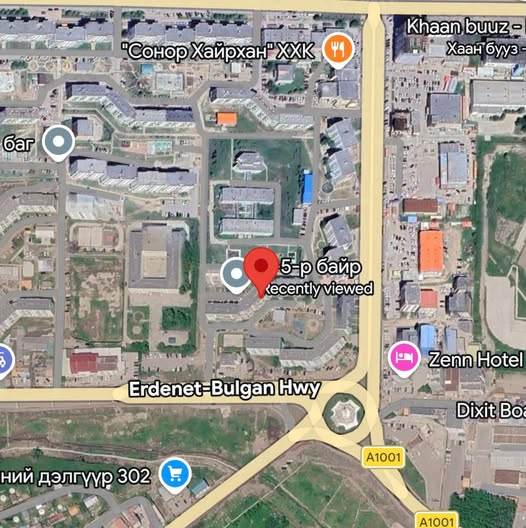 Khaan buuz -
"Сонор Хайрхан" ХХК
Хаан бууз -
баг
5-р байр
Recently viewed
Zenn Hotel
Erdenet-Bulgan Hwy
Dixit Boa
A1001
ний дэлгүүр 302
A1001